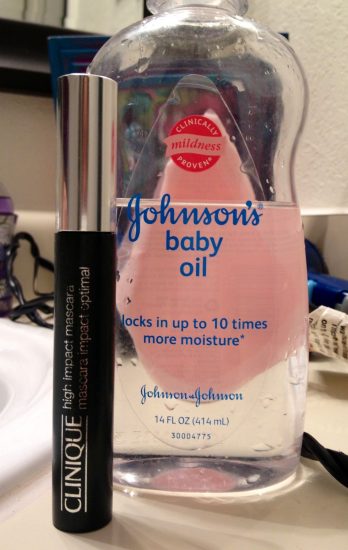 CLINICALLY
mildness
PROVEN®
Johnson's®
baby
oil
locks in up to 10 times
more moisture*
Johnson & Johnson
14 FL OZ (414 mL)
30004775
CLINIQUE
high impact mascara
mascara impact optimal